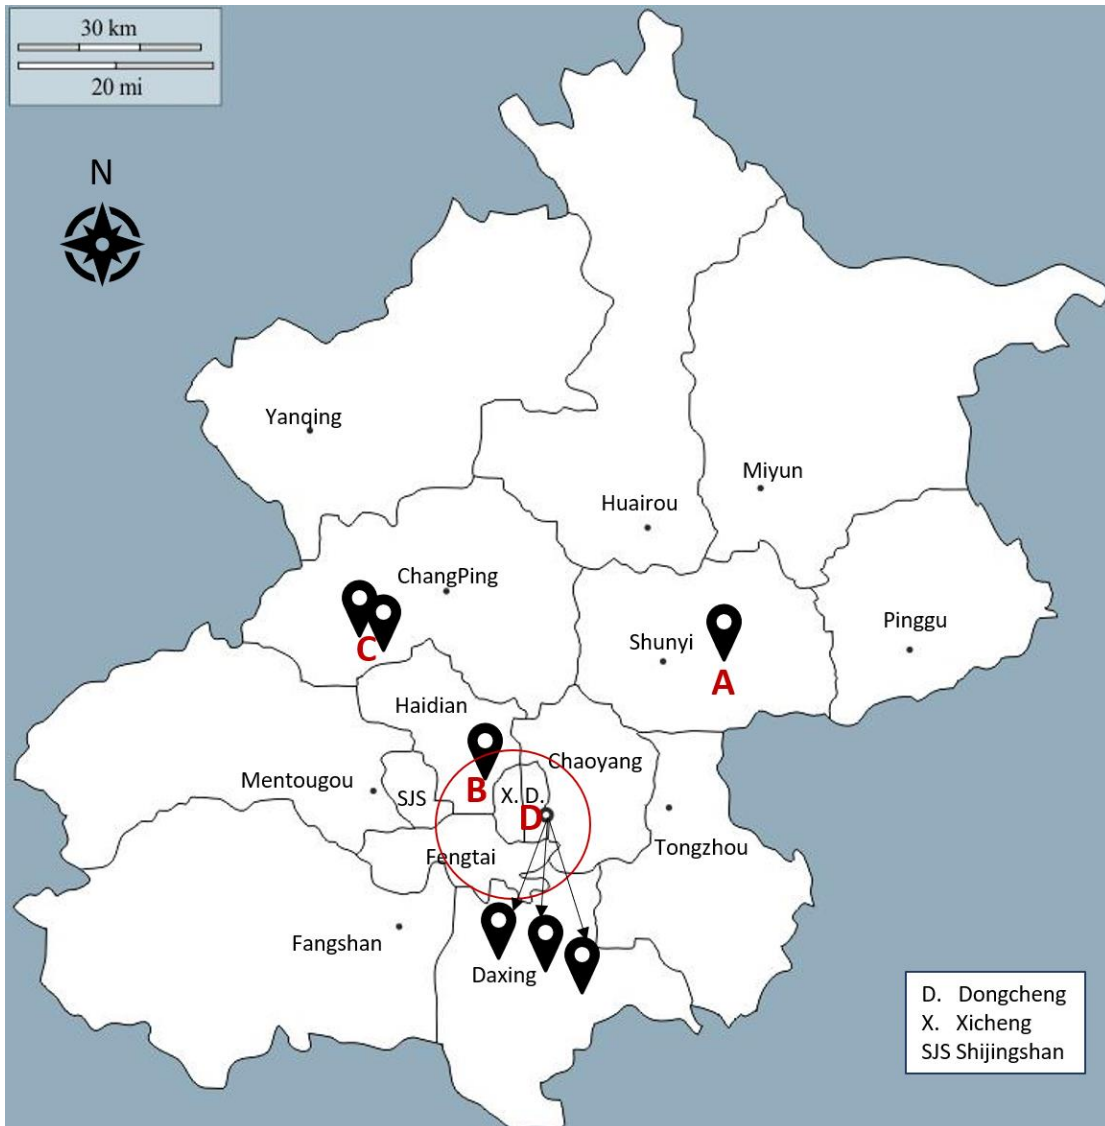 30 km
20 mi
N
Yanqing
Miyun
Huairou
ChangPing
Pinggu
Shunyi
C
A
Haidian
Chaoyang
Mentougou
SJS
B
X. D.
D
Tongzhou
Fengtai
Fangshan
Daxing
D. Dongcheng
X. Xicheng
SJS Shijingshan